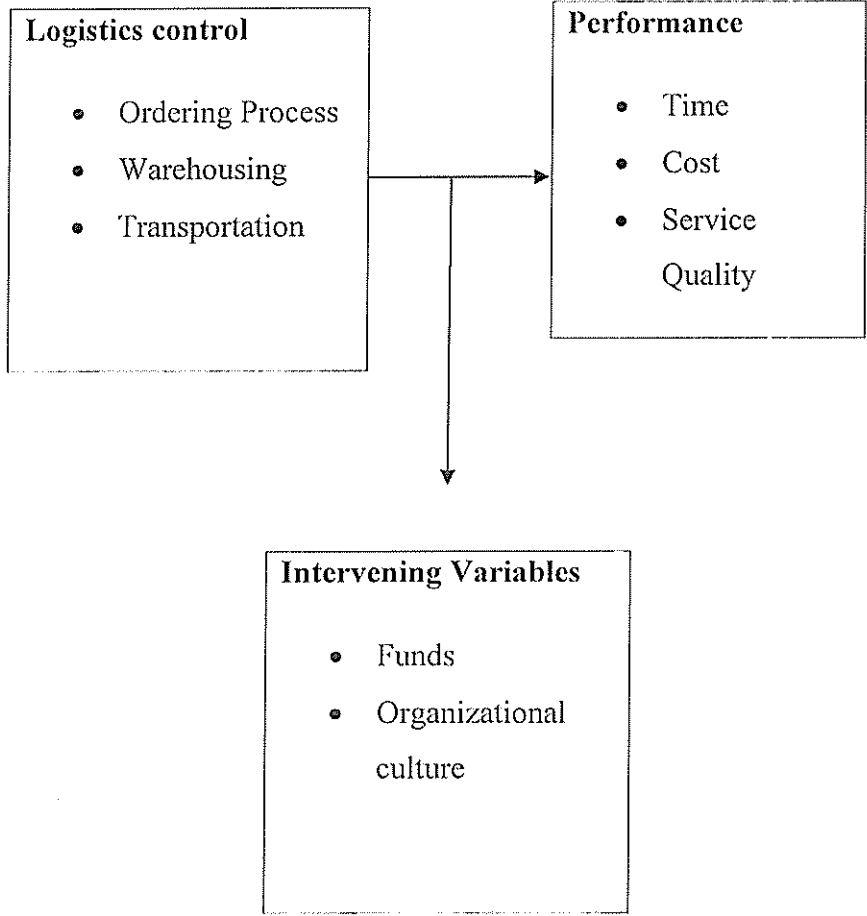 Logistics control
• Ordering Process
• Warehousing
• Transportation
Performance
• Time
• Cost
• Service
Quality
Intervening Variables
• Funds
• Organizational
culture